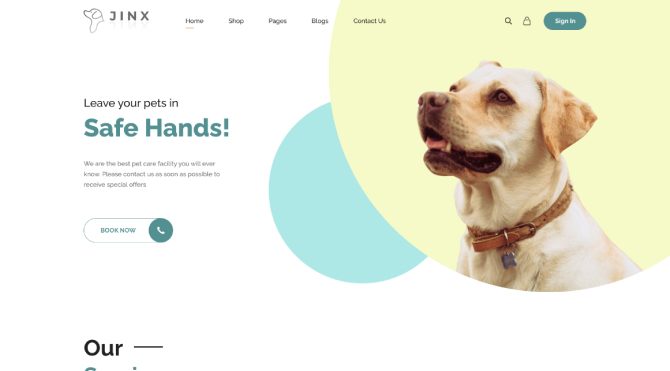 JINX
Home
Shop
Pages
Blogs
Contact Us
Sign In
Leave your pets in
Safe Hands!
We are the best pet care facility you will ever
know. Please contact us as soon as possible to
receive special offers
BOOK NOW
Our